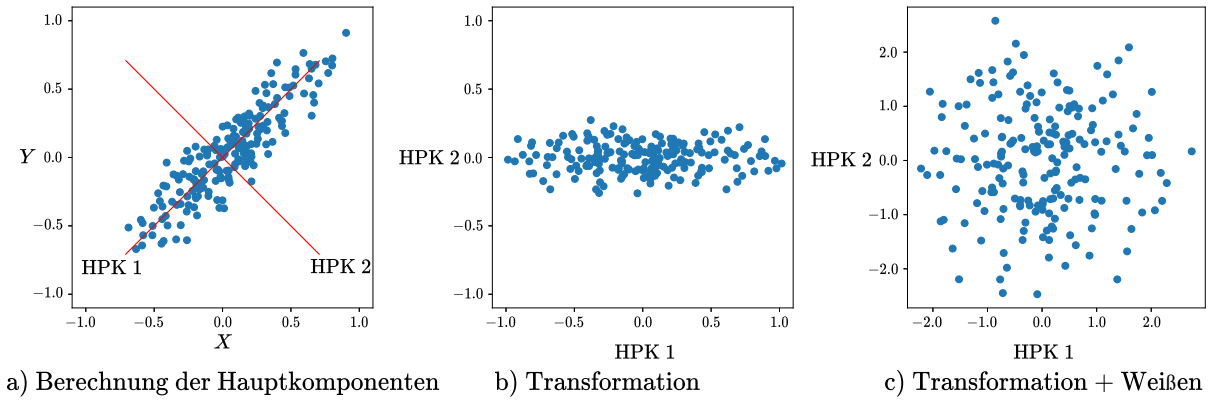 1.0
0.5
Y 0.0
−0.5
−1.0
HPK 1
HPK 2
−1.0 −0.5 0.0 0.5 1.0
X
a) Berechnung der Hauptkomponenten
1.0
0.5
HPK 2 0.0
−0.5
−1.0
−1.0 −0.5 0.0 0.5 1.0
HPK 1
b) Transformation
2.0
1.0
HPK 2 0.0
−1.0
−2.0
−2.0 −1.0 0.0 1.0 2.0
HPK 1
c) Transformation + Weißen